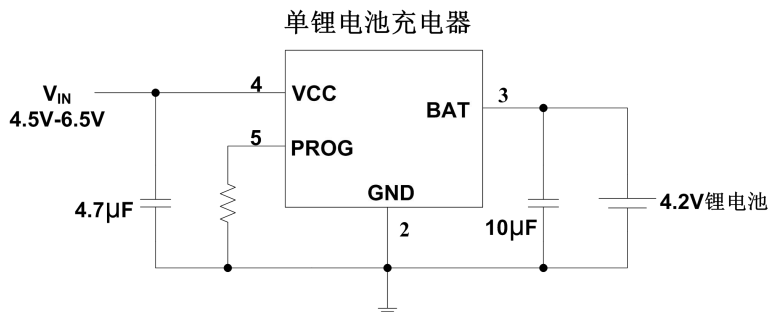 单锂电池充电器
V_IN
4.5V-6.5V
4
VCC
3
BAT
5
PROG
GND
4.7μF
2
10μF
4.2V锂电池